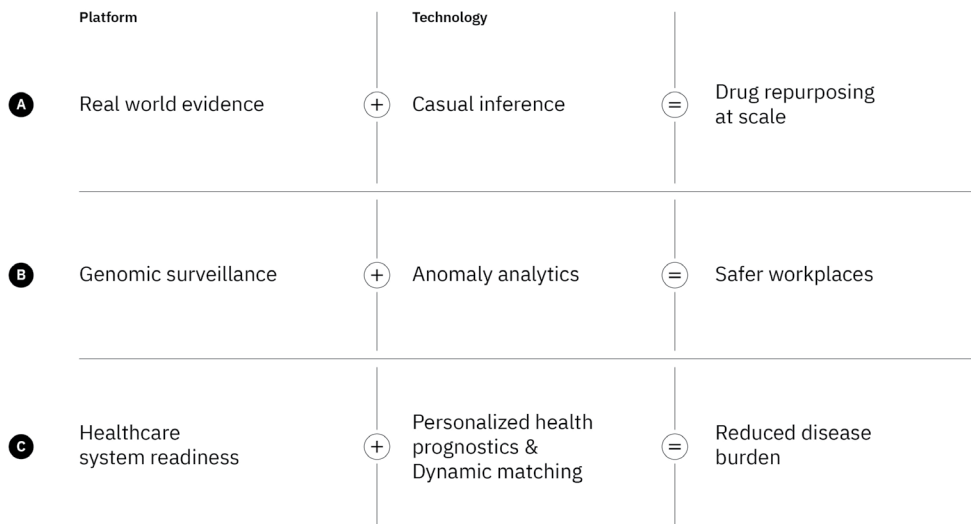 Platform
Technology
A
Real world evidence
+
Casual inference
=
Drug repurposing
at scale
B
Genomic surveillance
+
Anomaly analytics
=
Safer workplaces
C
Healthcare
system readiness
+
Personalized health
prognostics &
Dynamic matching
=
Reduced disease
burden